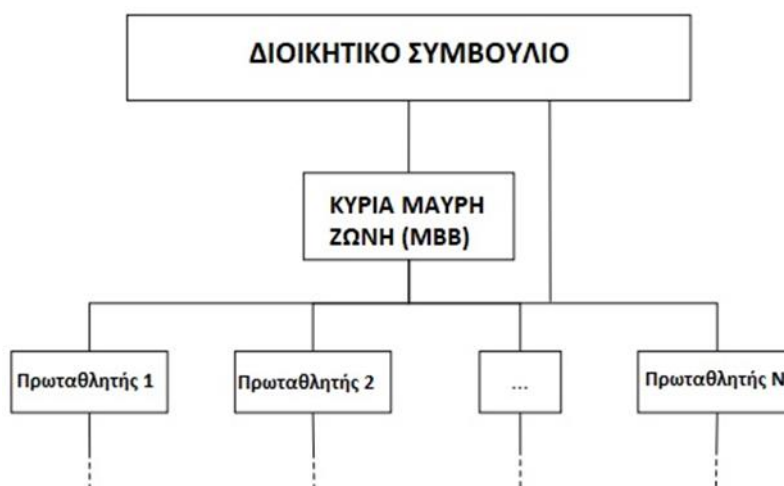 ΔΙΟΙΚΗΤΙΚΟ ΣΥΜΒΟΥΛΙΟ
ΚΥΡΙΑ ΜΑΥΡΗ
ΖΩΝΗ (MBB)
Πρωταθλητής 1
Πρωταθλητής 2
...
Πρωταθλητής N